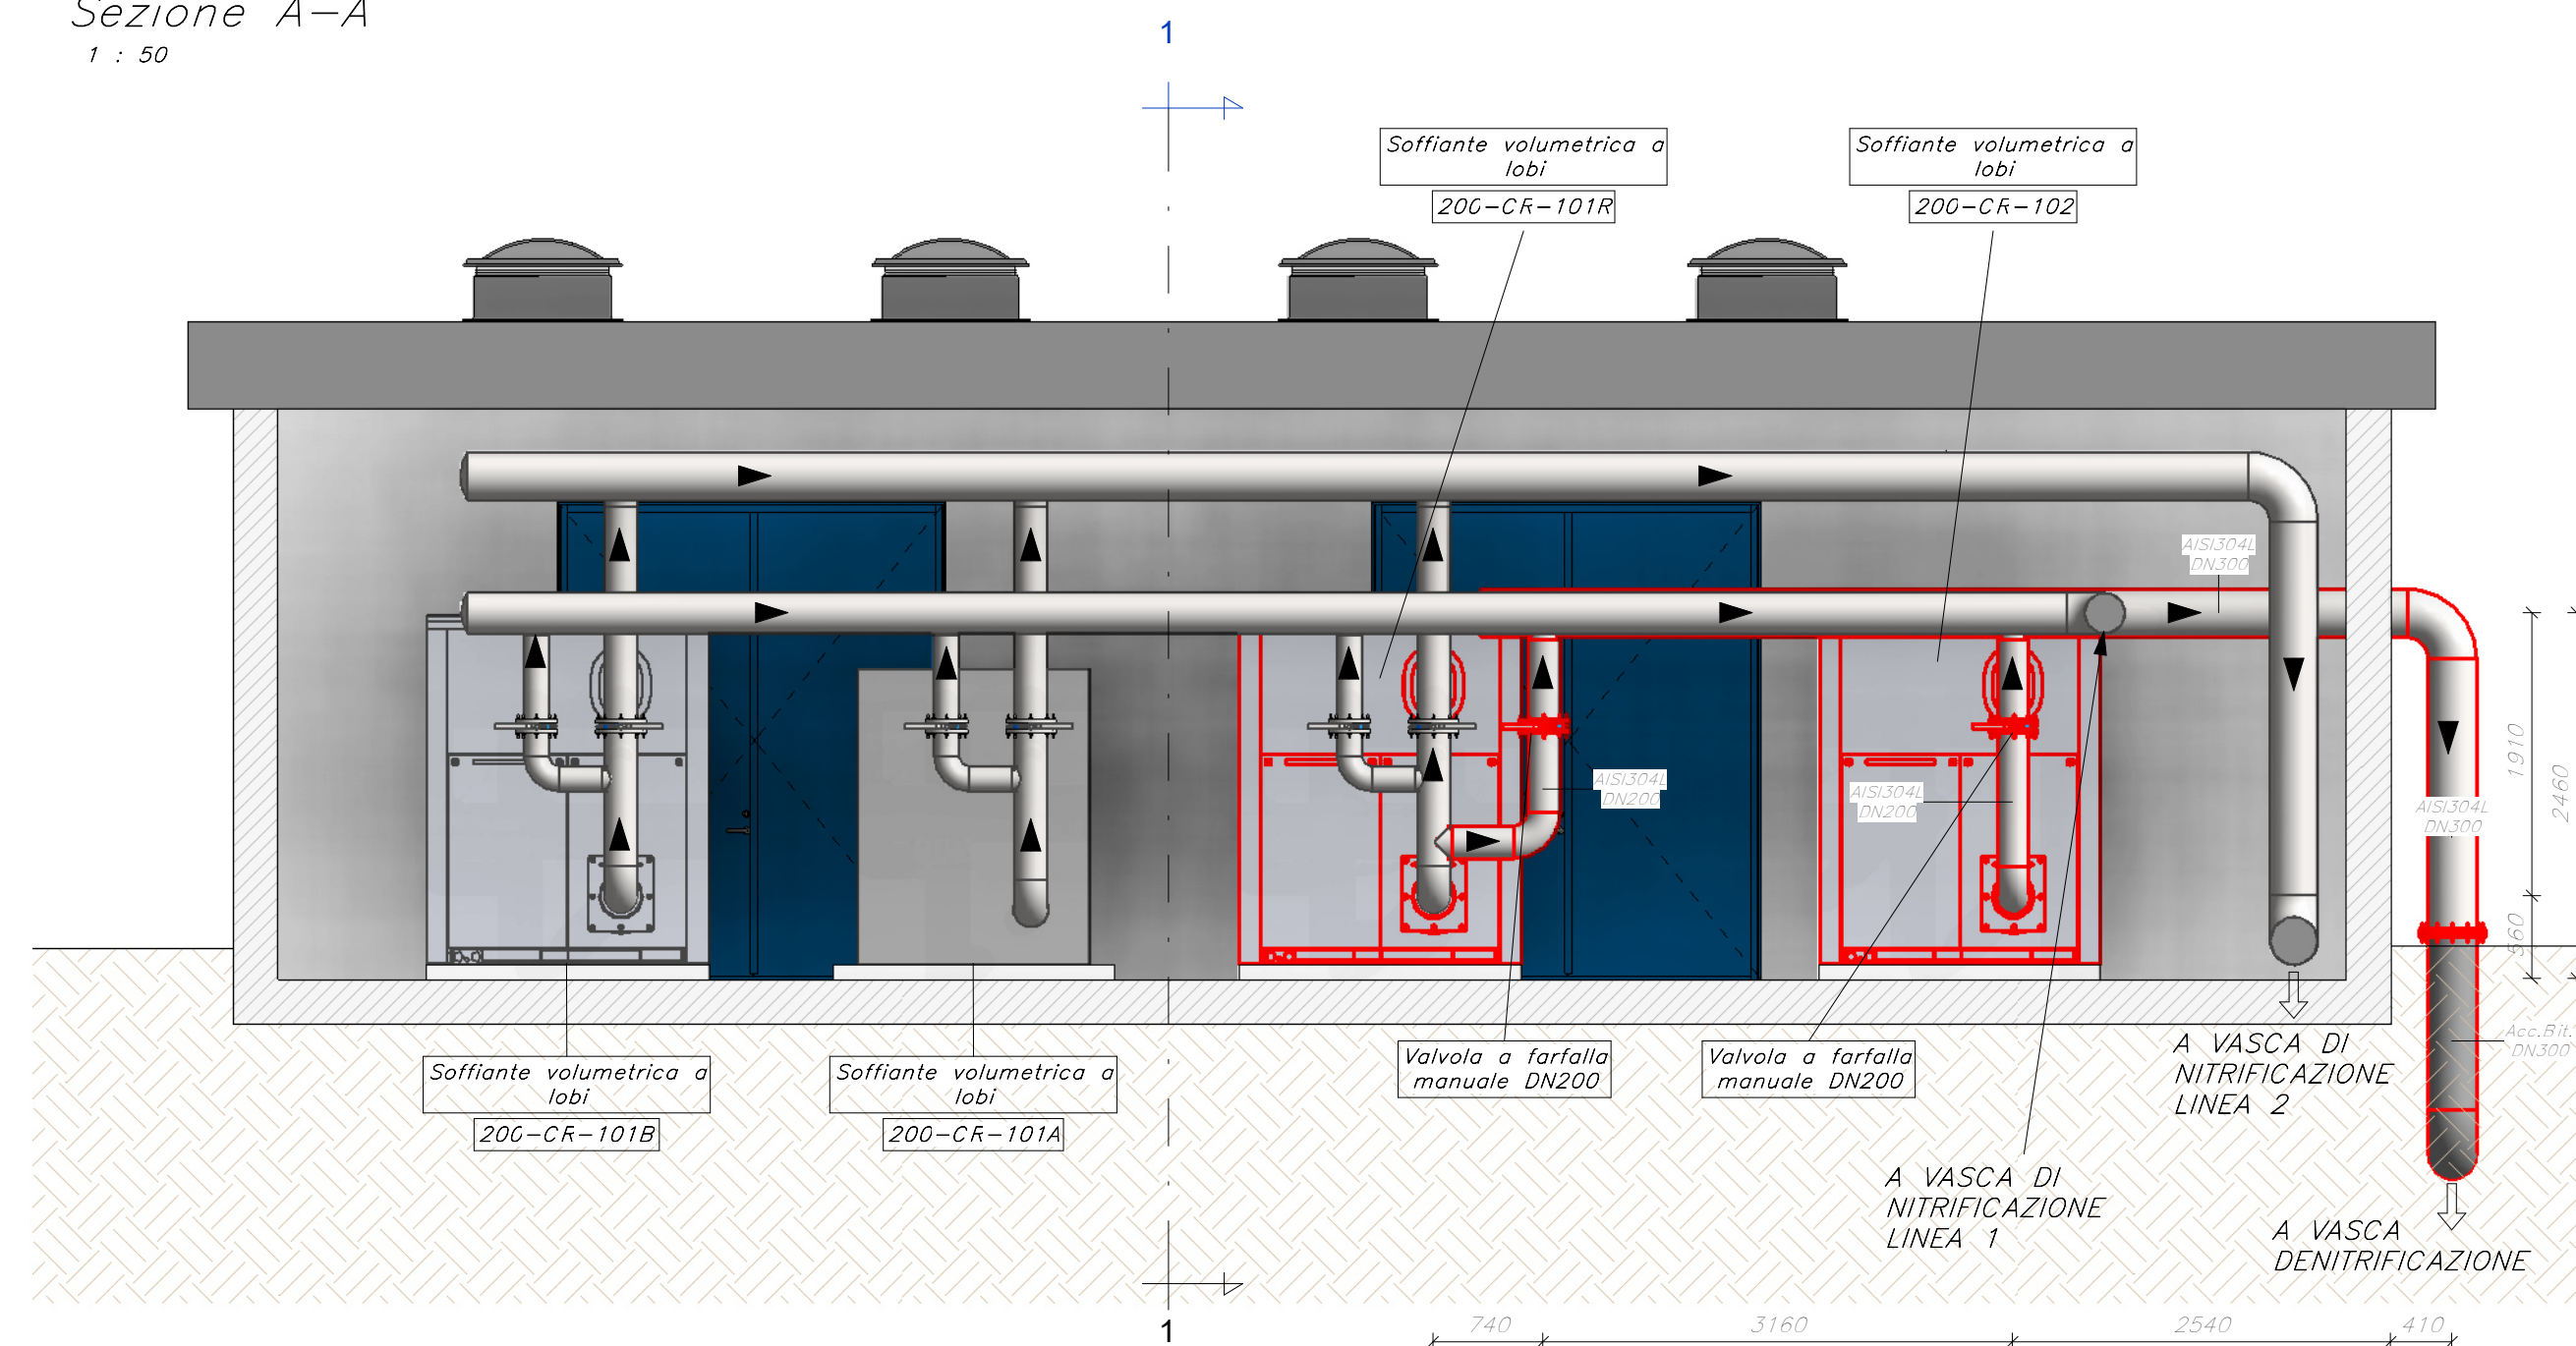 Sezione A-A
1 : 50
1
Soffiante volumetrica a
lobi
200-CR-101R
Soffiante volumetrica a
lobi
200-CR-102
AISI304L
DN300
AISI304L
DN200
AISI304L
DN200
AISI304L
DN300
1910
2460
560
Acc.Bit.
DN300
Soffiante volumetrica a
lobi
200-CR-101B
Soffiante volumetrica a
lobi
200-CR-101A
Valvola a farfalla
manuale DN200
Valvola a farfalla
manuale DN200
A VASCA DI
NITRIFICAZIONE
LINEA 2
A VASCA DI
NITRIFICAZIONE
LINEA 1
A VASCA
DENITRIFICAZIONE
1
740
3160
2540
410